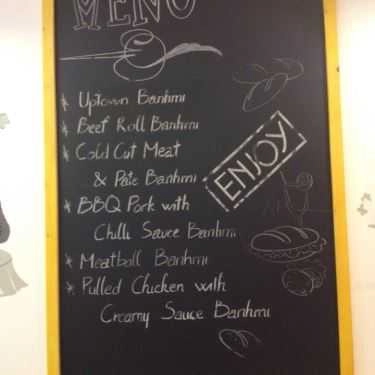 MENU
* Uptown Banhmi
* Beef Roll Banhmi
* Cold Cut Meat
& Pate Banhmi
ENJOY!
* BBQ Pork with
Chilli Sauce Banhmi
* Meatball Banhmi
* Pulled Chicken with
Creamy Sauce Banhmi